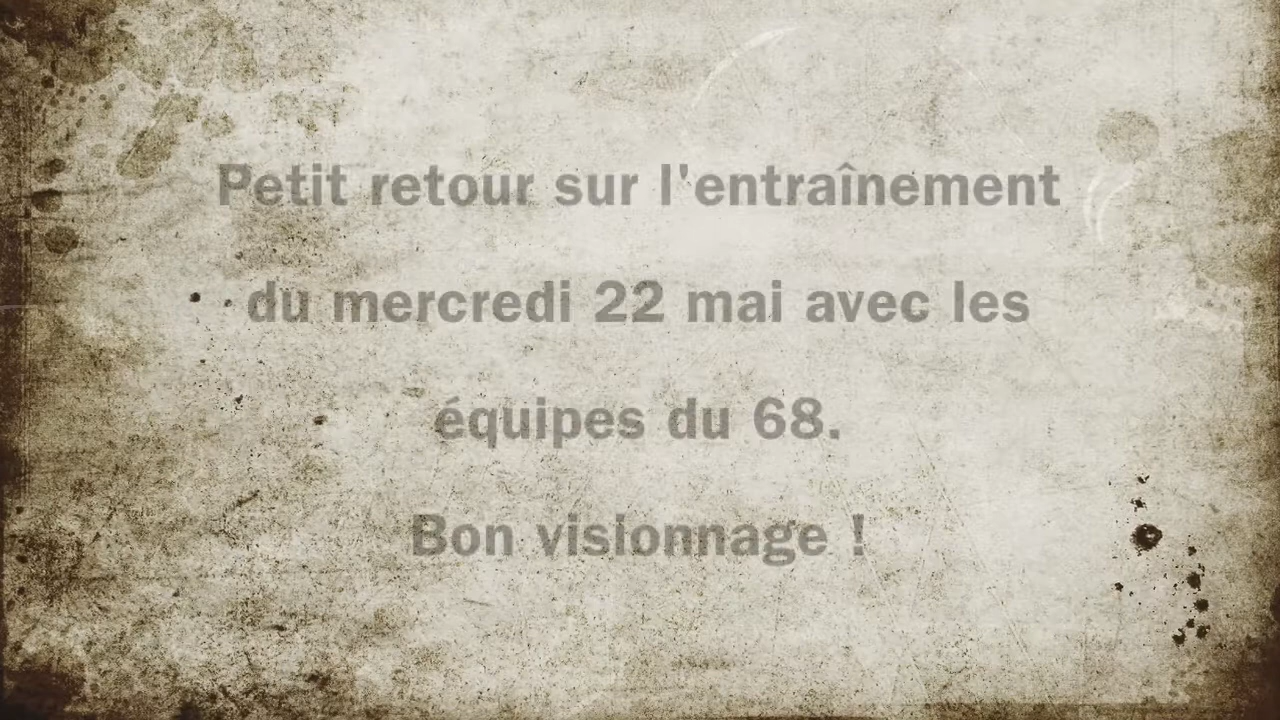 Petit retour sur l'entraînement
du mercredi 22 mai avec les
équipes du 68.
Bon visionnage !